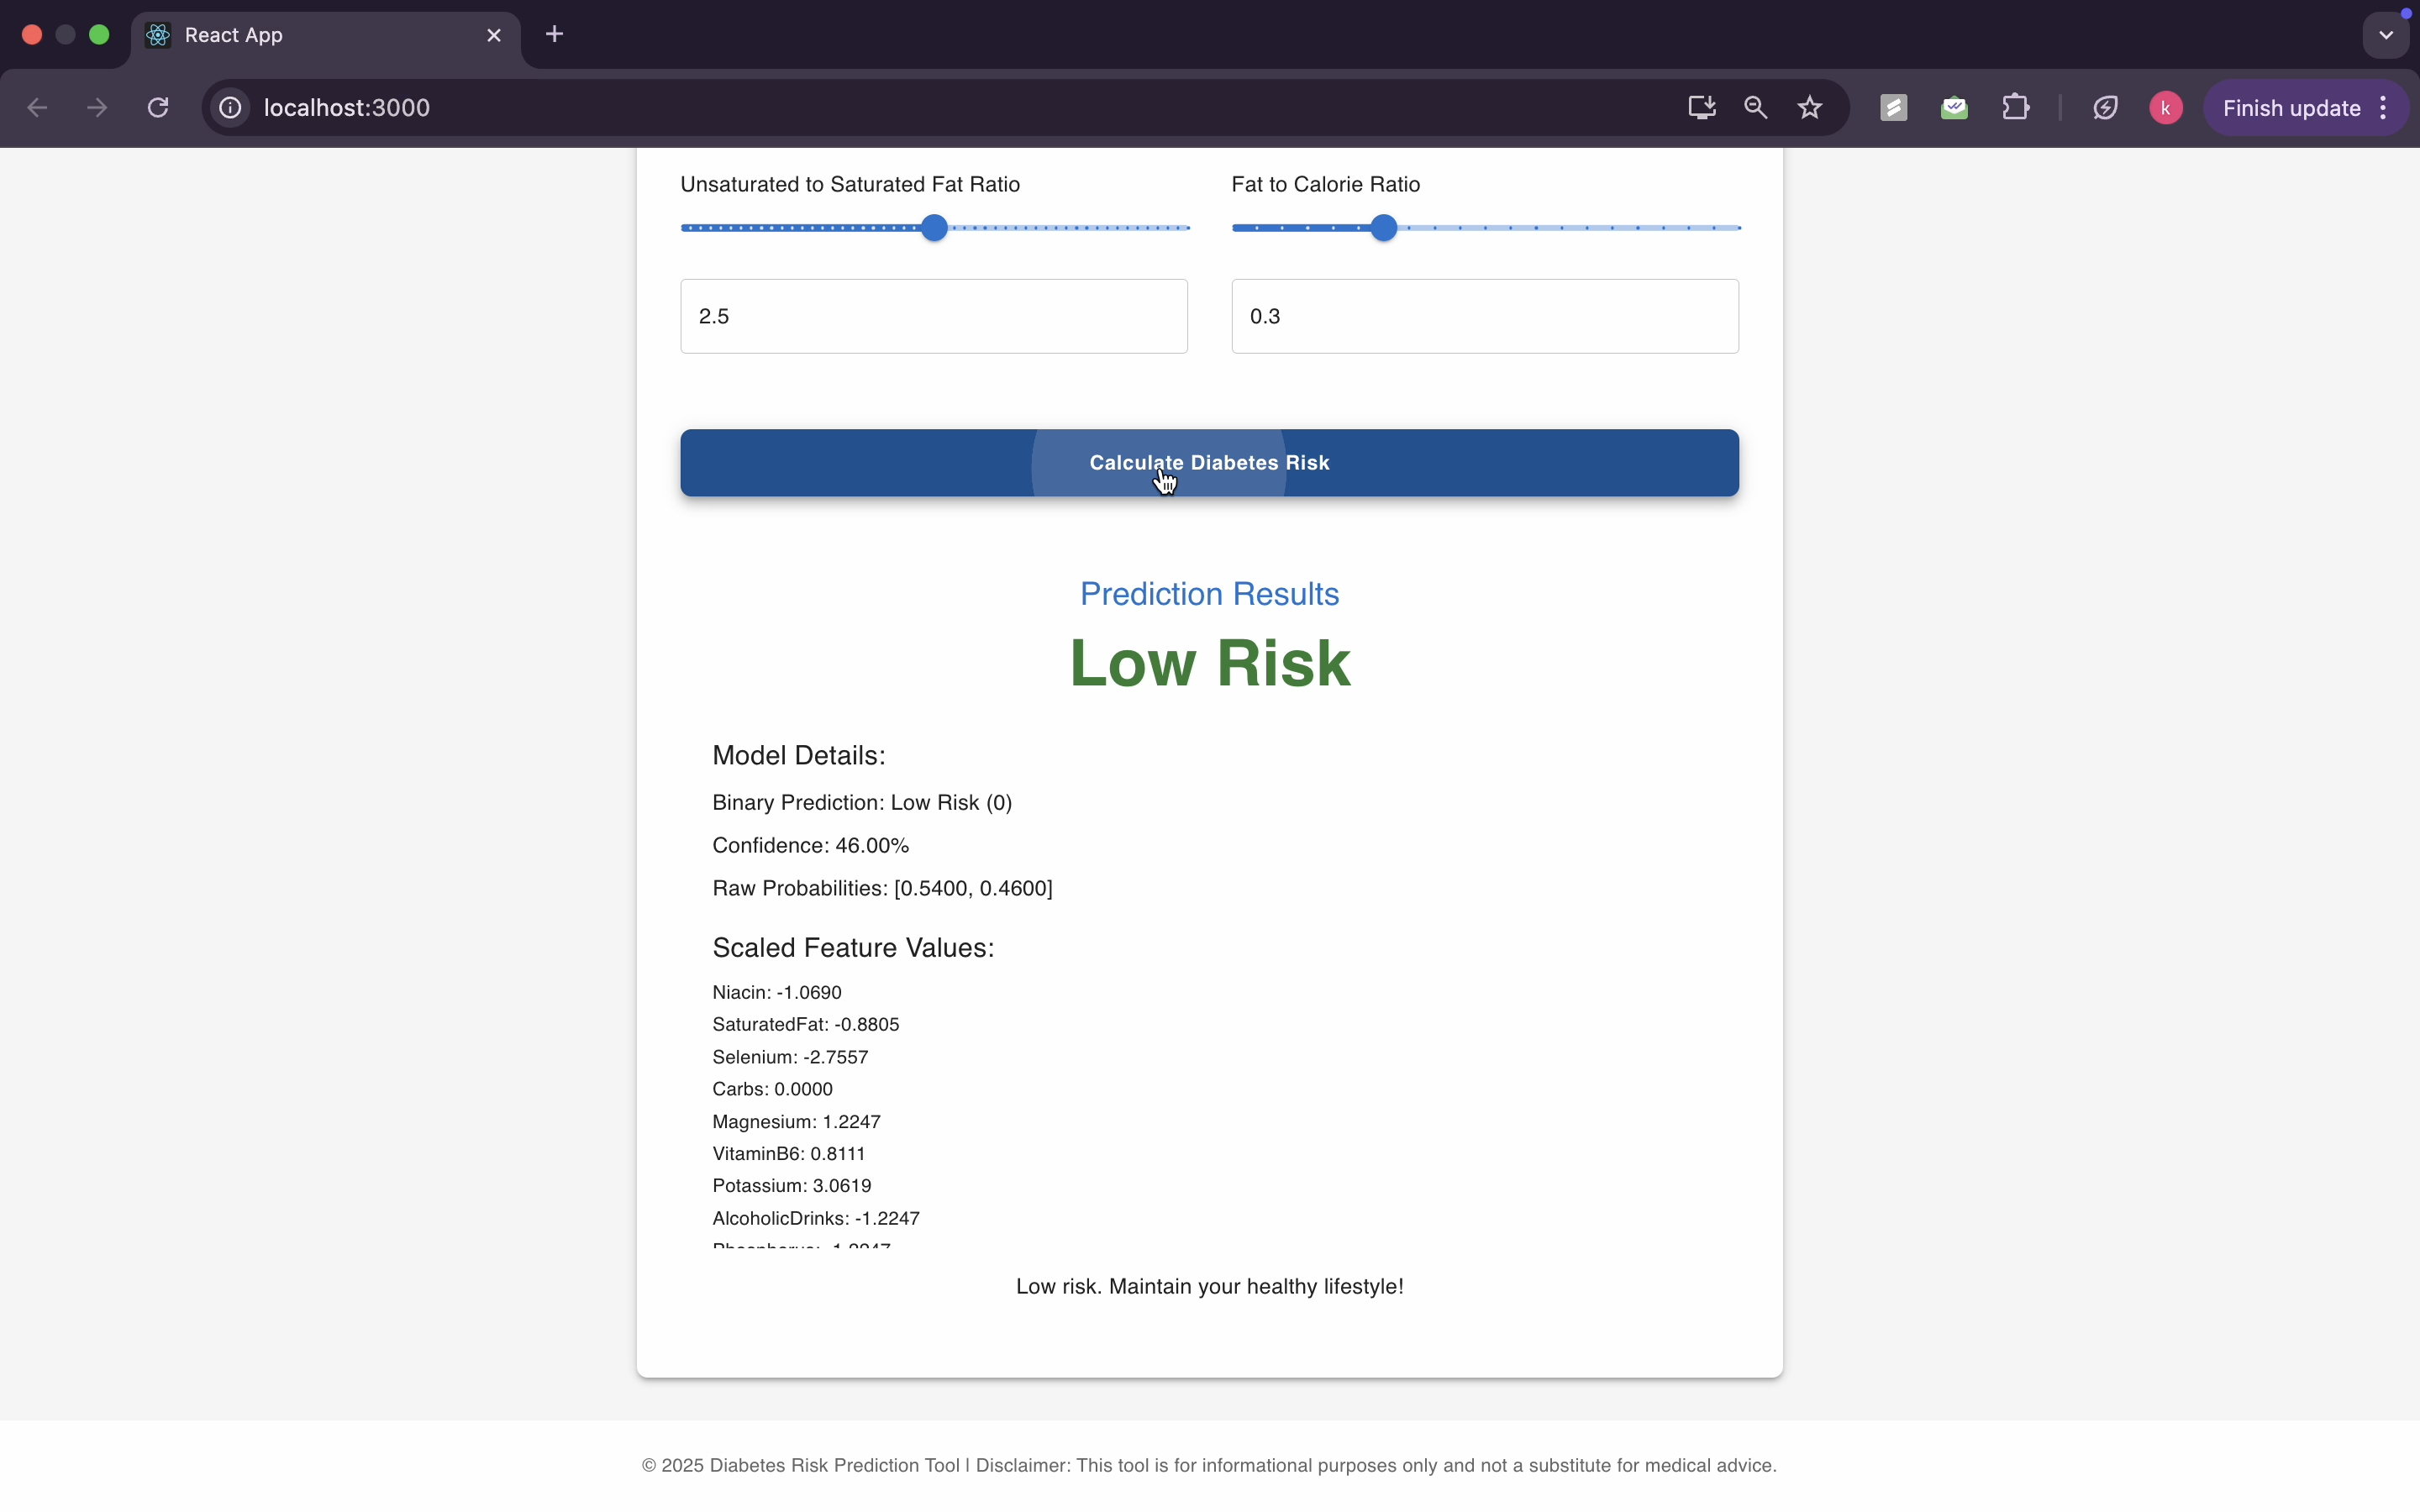 React App
localhost:3000
k
Finish update
Unsaturated to Saturated Fat Ratio
Fat to Calorie Ratio
2.5
0.3
Calculate Diabetes Risk
Prediction Results
Low Risk
Model Details:
Binary Prediction: Low Risk (0)
Confidence: 46.00%
Raw Probabilities: [0.5400, 0.4600]
Scaled Feature Values:
Niacin: -1.0690
SaturatedFat: -0.8805
Selenium: -2.7557
Carbs: 0.0000
Magnesium: 1.2247
VitaminB6: 0.8111
Potassium: 3.0619
AlcoholicDrinks: -1.2247
Low risk. Maintain your healthy lifestyle!
© 2025 Diabetes Risk Prediction Tool | Disclaimer: This tool is for informational purposes only and not a substitute for medical advice.